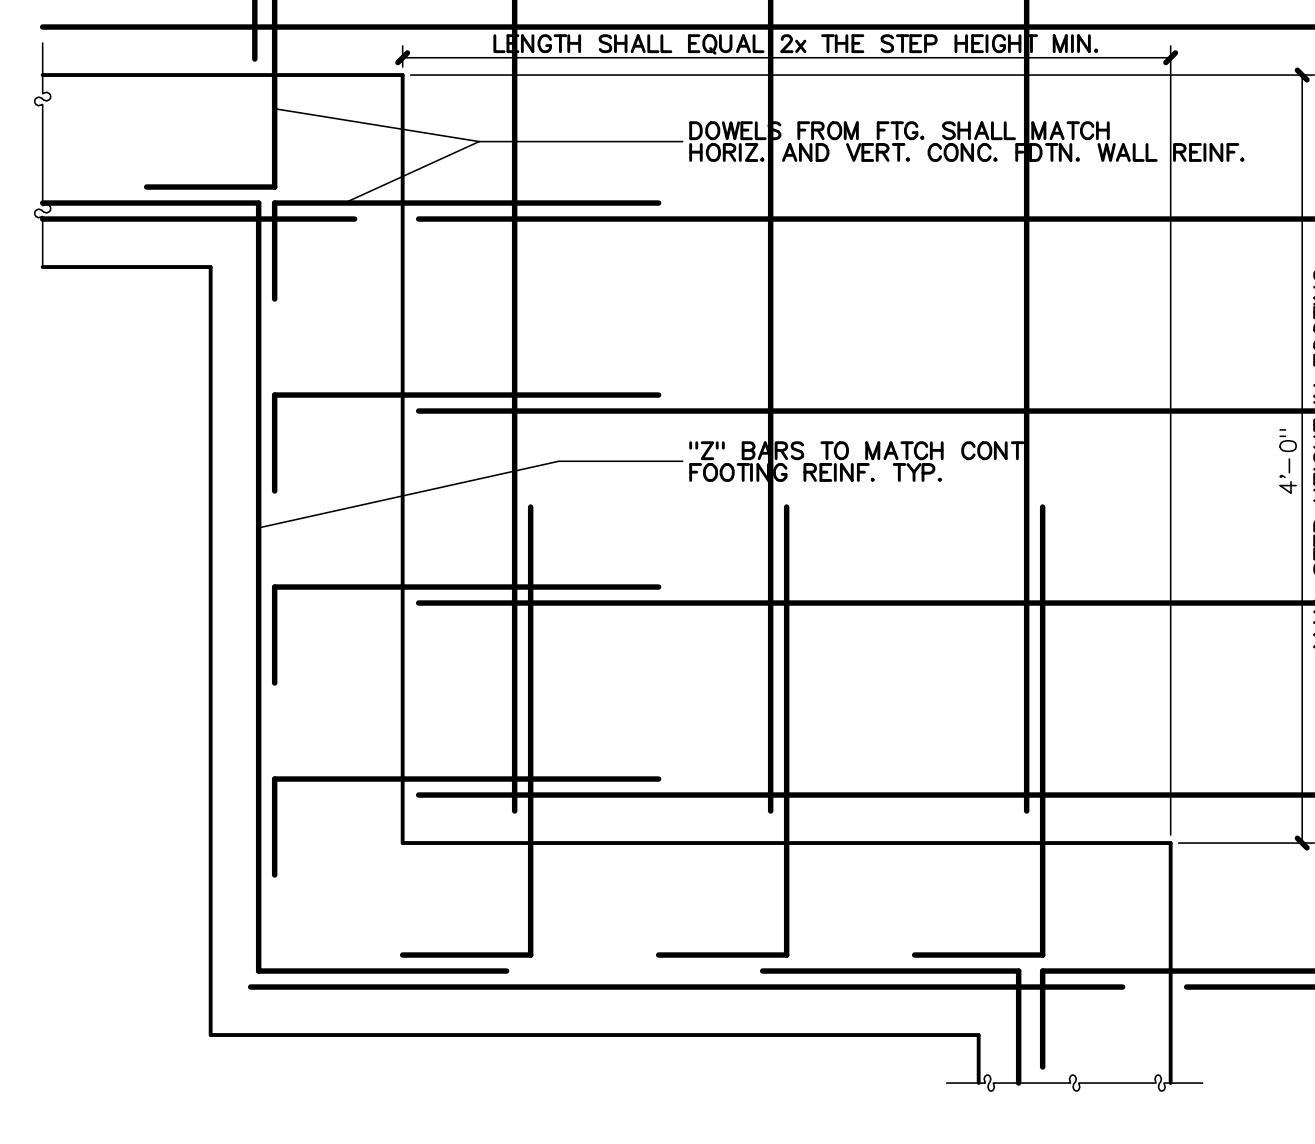 LENGTH SHALL EQUAL 2x THE STEP HEIGHT MIN.
DOWELS FROM FTG. SHALL MATCH
HORIZ. AND VERT. CONC. FDTN. WALL REINF.
"Z" BARS TO MATCH CONT
FOOTING REINF. TYP.
4'-0"